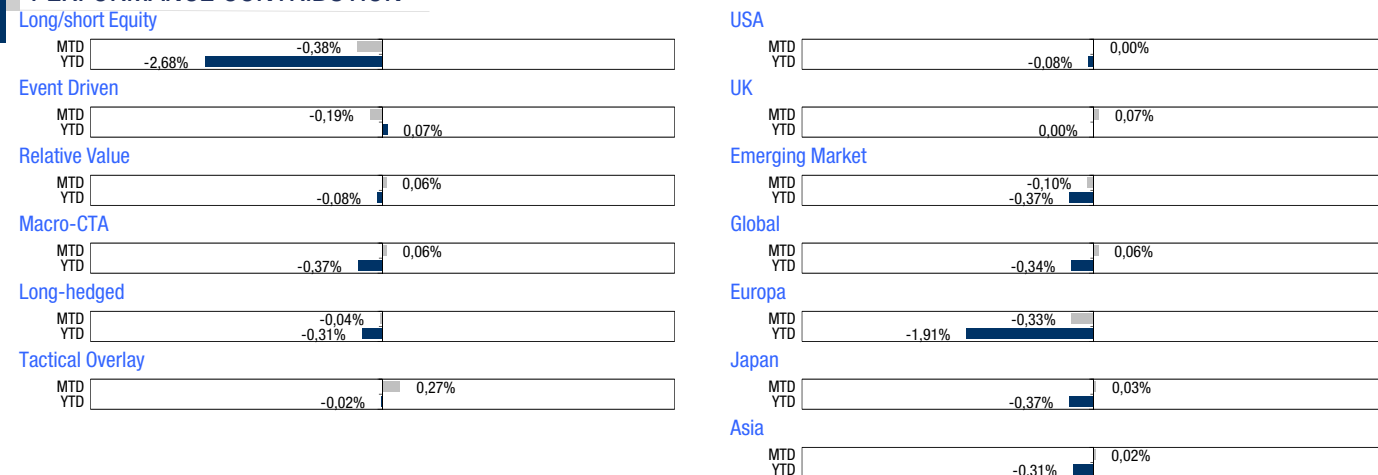 PERFORMANCE CONTRIBUTION
Long/short Equity
MTD -0,38%
YTD -2,68%
Event Driven
MTD -0,19%
YTD 0,07%
Relative Value
MTD 0,06%
YTD -0,08%
Macro-CTA
MTD 0,06%
YTD -0,37%
Long-hedged
MTD -0,04%
YTD -0,31%
Tactical Overlay
MTD 0,27%
YTD -0,02%
USA
MTD 0,00%
YTD -0,08%
UK
MTD 0,07%
YTD 0,00%
Emerging Market
MTD -0,10%
YTD -0,37%
Global
MTD 0,06%
YTD -0,34%
Europa
MTD -0,33%
YTD -1,91%
Japan
MTD 0,03%
YTD -0,37%
Asia
MTD 0,02%
YTD -0,31%